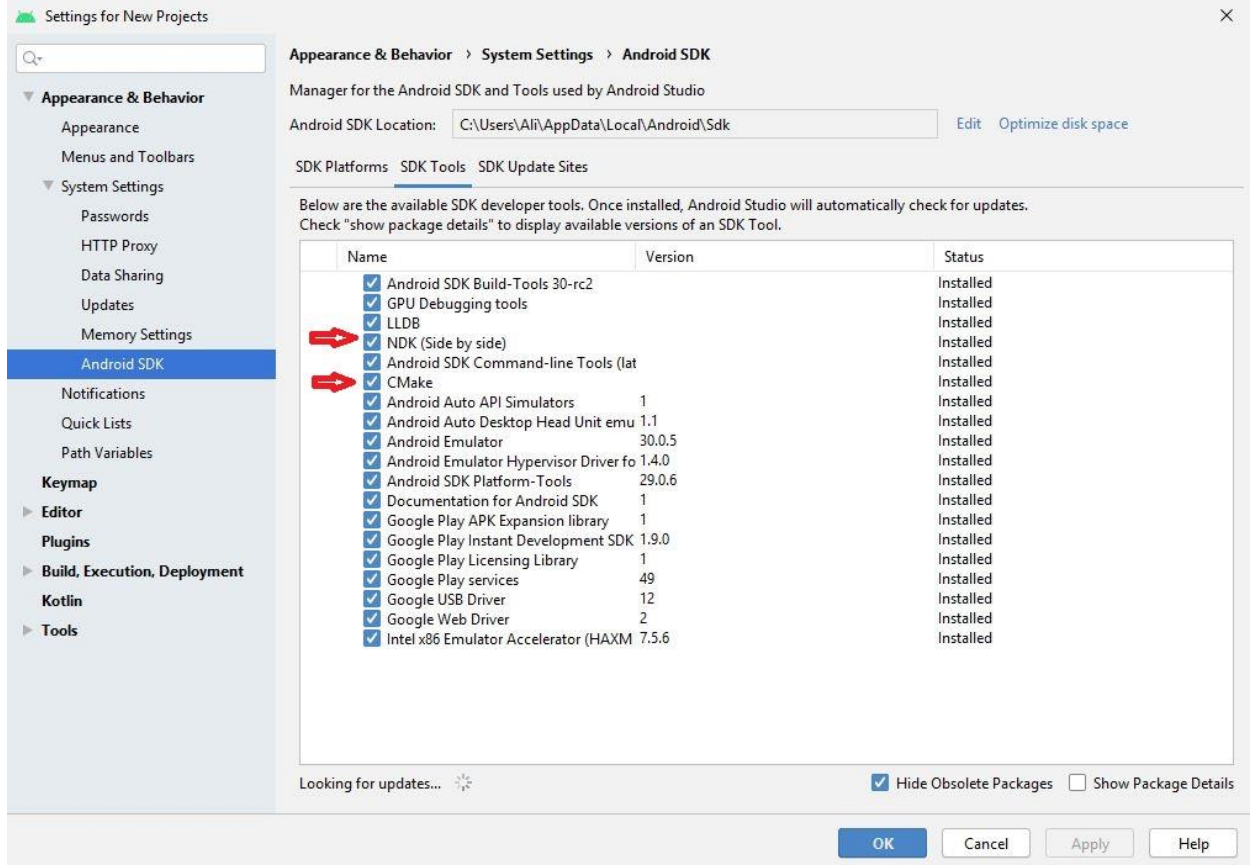 Settings for New Projects
Appearance & Behavior
Appearance
Menus and Toolbars
System Settings
Passwords
HTTP Proxy
Data Sharing
Updates
Memory Settings
Android SDK
Notifications
Quick Lists
Path Variables
Keymap
Editor
Plugins
Build, Execution, Deployment
Kotlin
Tools
Appearance & Behavior › System Settings › Android SDK
Manager for the Android SDK and Tools used by Android Studio
Android SDK Location: C:\Users\Ali\AppData\Local\Android\Sdk Edit Optimize disk space
SDK Platforms SDK Tools SDK Update Sites
Below are the available SDK developer tools. Once installed, Android Studio will automatically check for updates.
Check "show package details" to display available versions of an SDK Tool.
Name Version Status
Android SDK Build-Tools 30-rc2 Installed
GPU Debugging tools Installed
LLDB Installed
NDK (Side by side) Installed
Android SDK Command-line Tools (lat Installed
CMake Installed
Android Auto API Simulators 1 Installed
Android Auto Desktop Head Unit emu 1.1 Installed
Android Emulator 30.0.5 Installed
Android Emulator Hypervisor Driver fo 1.4.0 Installed
Android SDK Platform-Tools 29.0.6 Installed
Documentation for Android SDK 1 Installed
Google Play APK Expansion library 1 Installed
Google Play Instant Development SDK 1.9.0 Installed
Google Play Licensing Library 1 Installed
Google Play services 49 Installed
Google USB Driver 12 Installed
Google Web Driver 2 Installed
Intel x86 Emulator Accelerator (HAXM 7.5.6 Installed
Looking for updates... Hide Obsolete Packages Show Package Details
OK Cancel Apply Help